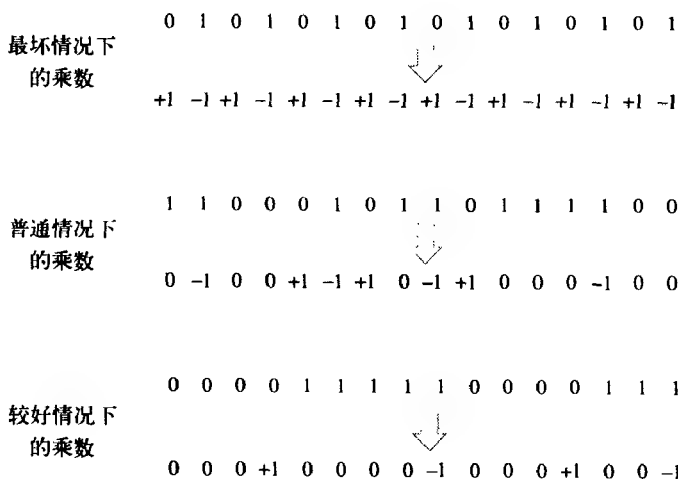 0 1 0 1 0 1 0 1 0 1 0 1 0 1 0 1
最坏情况下
的乘数
+1 -1 +1 -1 +1 -1 +1 -1 +1 -1 +1 -1 +1 -1 +1 -1
1 1 0 0 0 1 0 1 1 0 1 1 1 1 0 0
普通情况下
的乘数
0 -1 0 0 +1 -1 +1 0 -1 +1 0 0 0 -1 0 0
0 0 0 0 1 1 1 1 1 0 0 0 0 1 1 1
较好情况下
的乘数
0 0 0 +1 0 0 0 0 -1 0 0 0 +1 0 0 -1